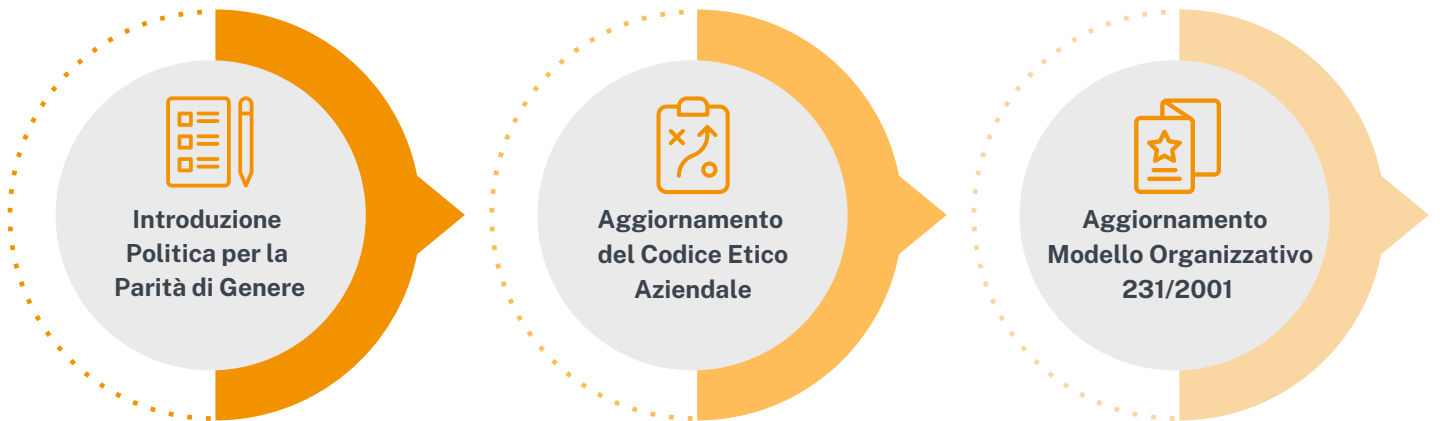 Introduzione
Politica per la
Parità di Genere
Aggiornamento
del Codice Etico
Aziendale
Aggiornamento
Modello Organizzativo
231/2001